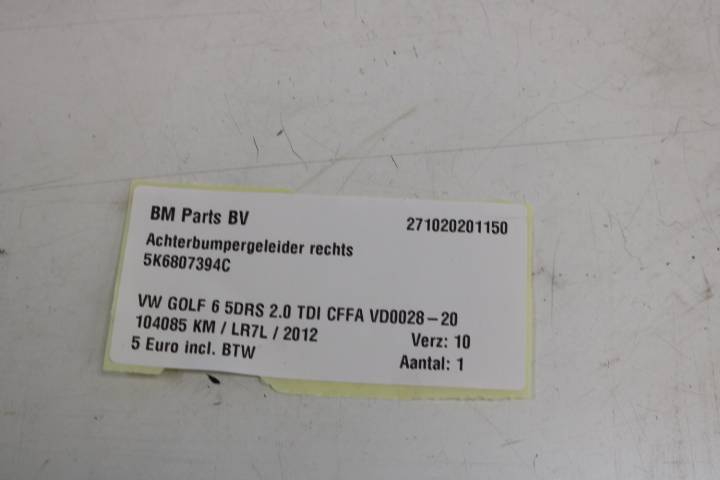 BM Parts BV 271020201150
Achterbumpergeleider rechts
5K6807394C
VW GOLF 6 5DRS 2.0 TDI CFFA VD0028-20
104085 KM / LR7L / 2012 Verz: 10
5 Euro incl. BTW Aantal: 1